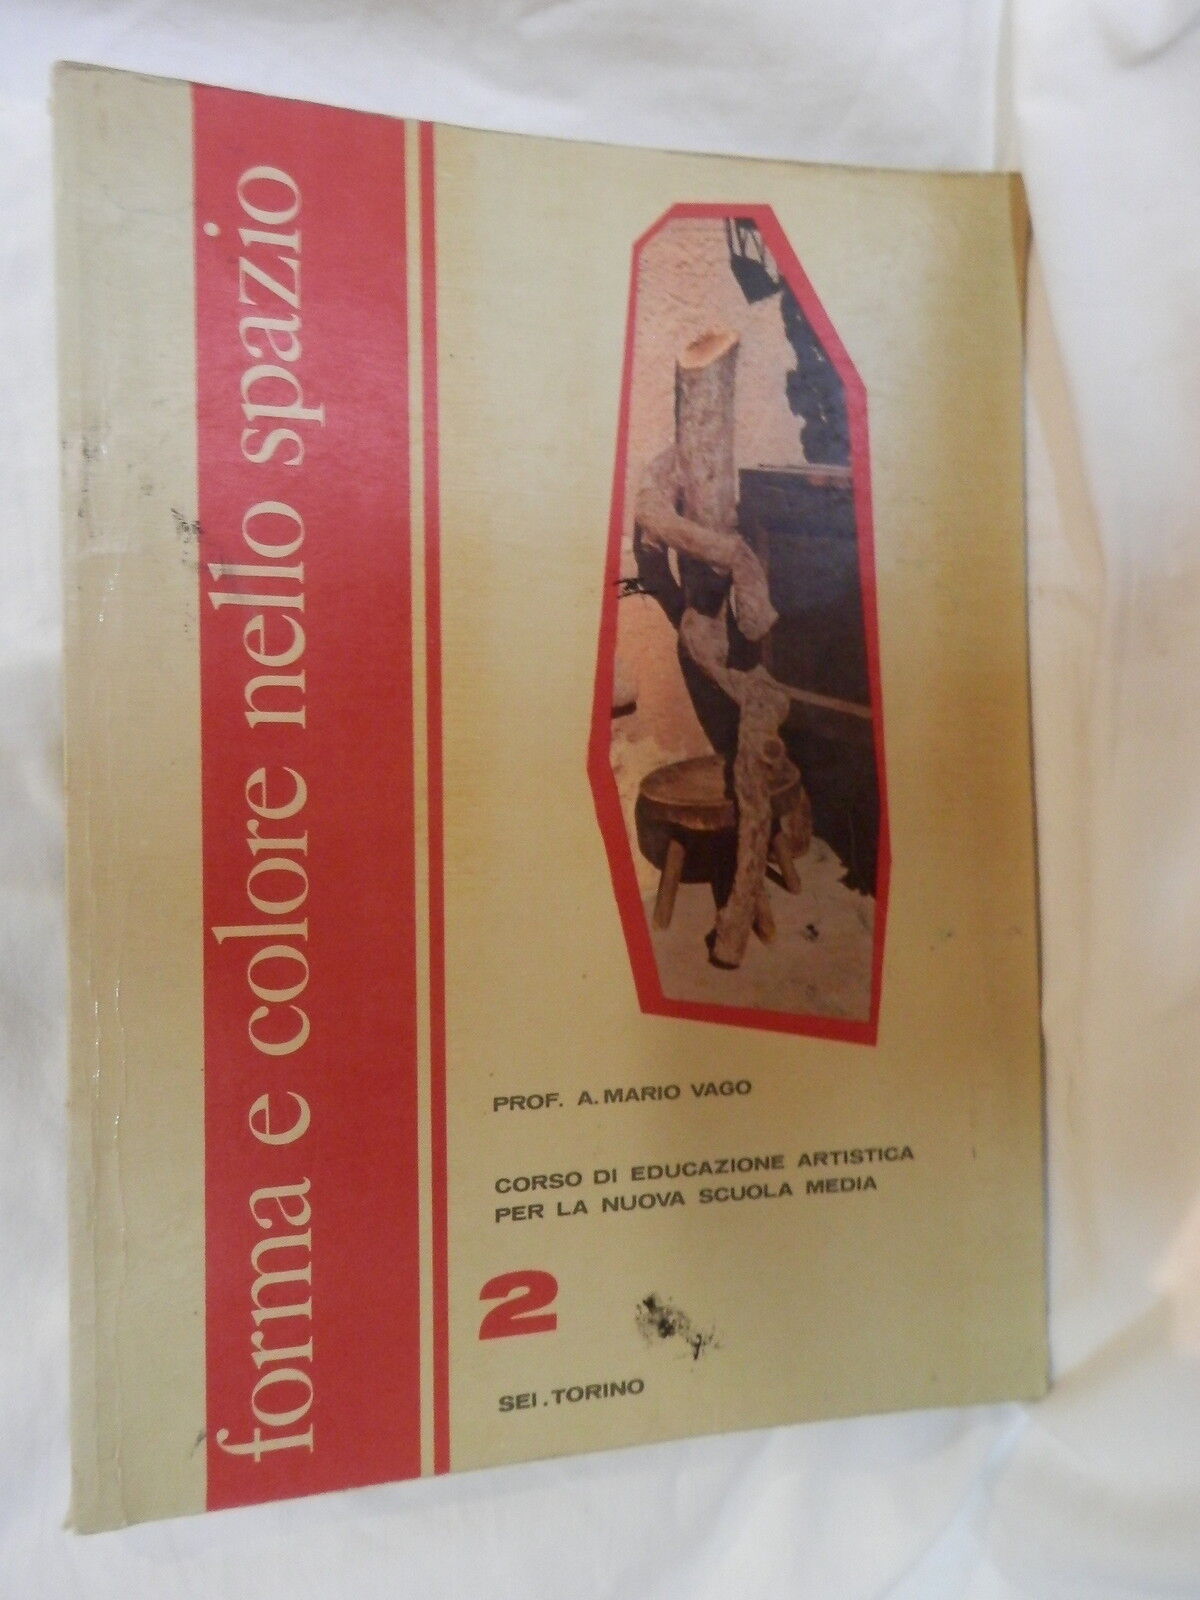 forma e colore nello spazio
PROF. A. MARIO VAGO
CORSO DI EDUCAZIONE ARTISTICA
PER LA NUOVA SCUOLA MEDIA
2
SEI . TORINO